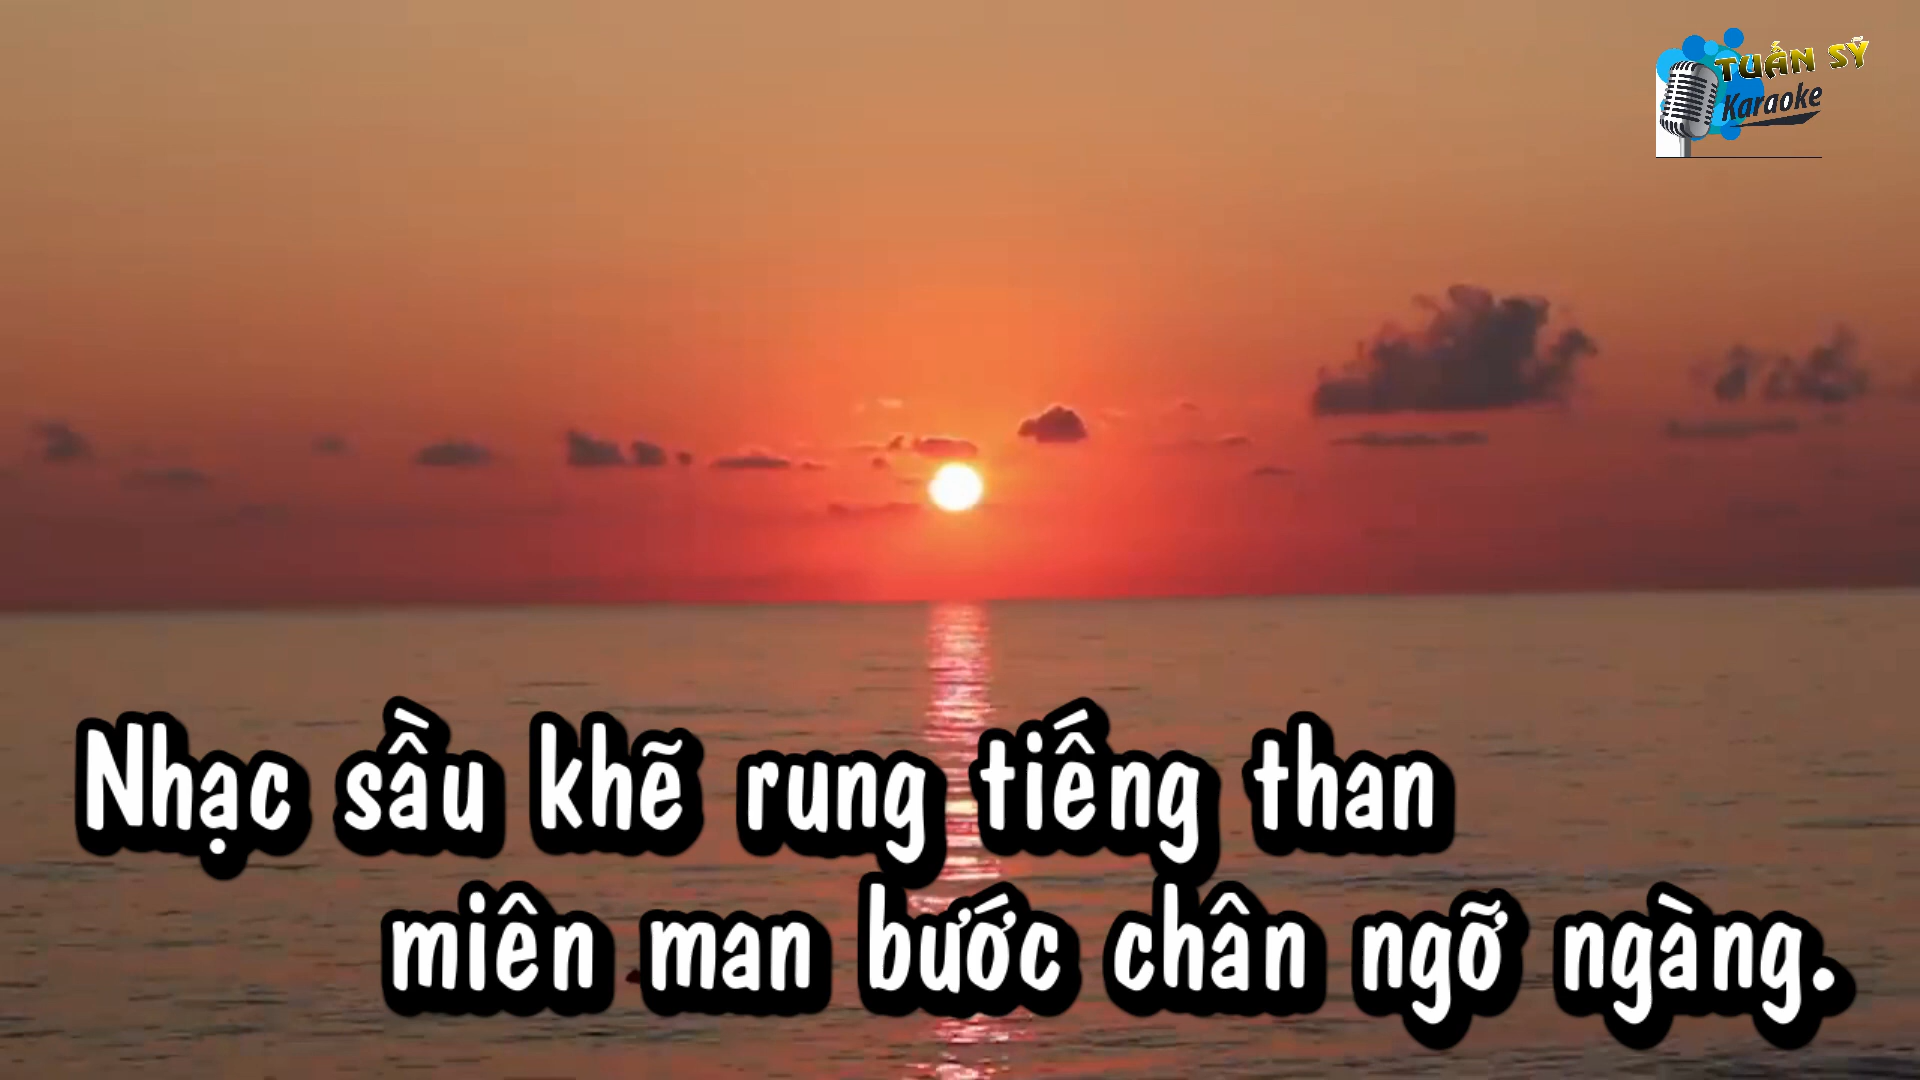 TUẤN SỸ
Karaoke
Nhạc sầu khẽ rung tiếng than
miên man bước chân ngỡ ngàng.